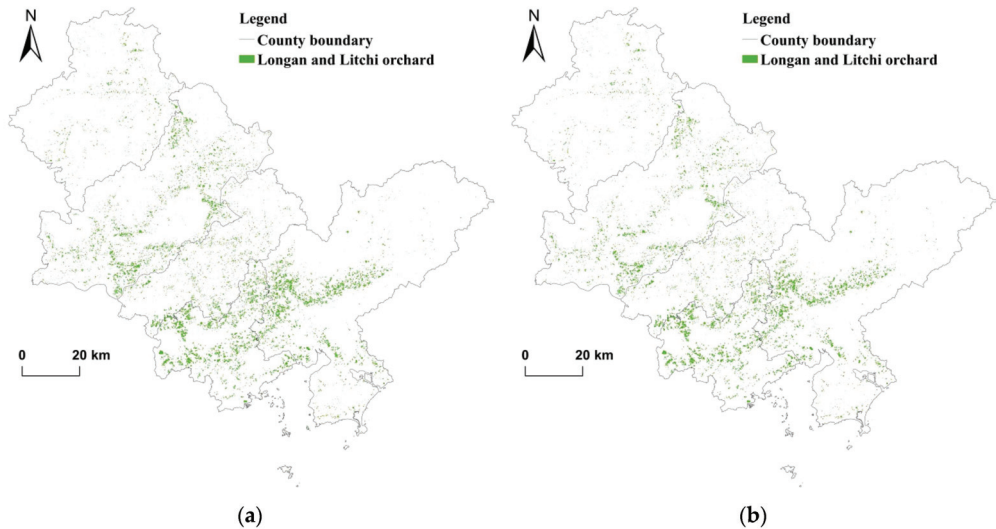 N
Legend
County boundary
Longan and Litchi orchard
0 20 km
(a)
N
Legend
County boundary
Longan and Litchi orchard
0 20 km
(b)